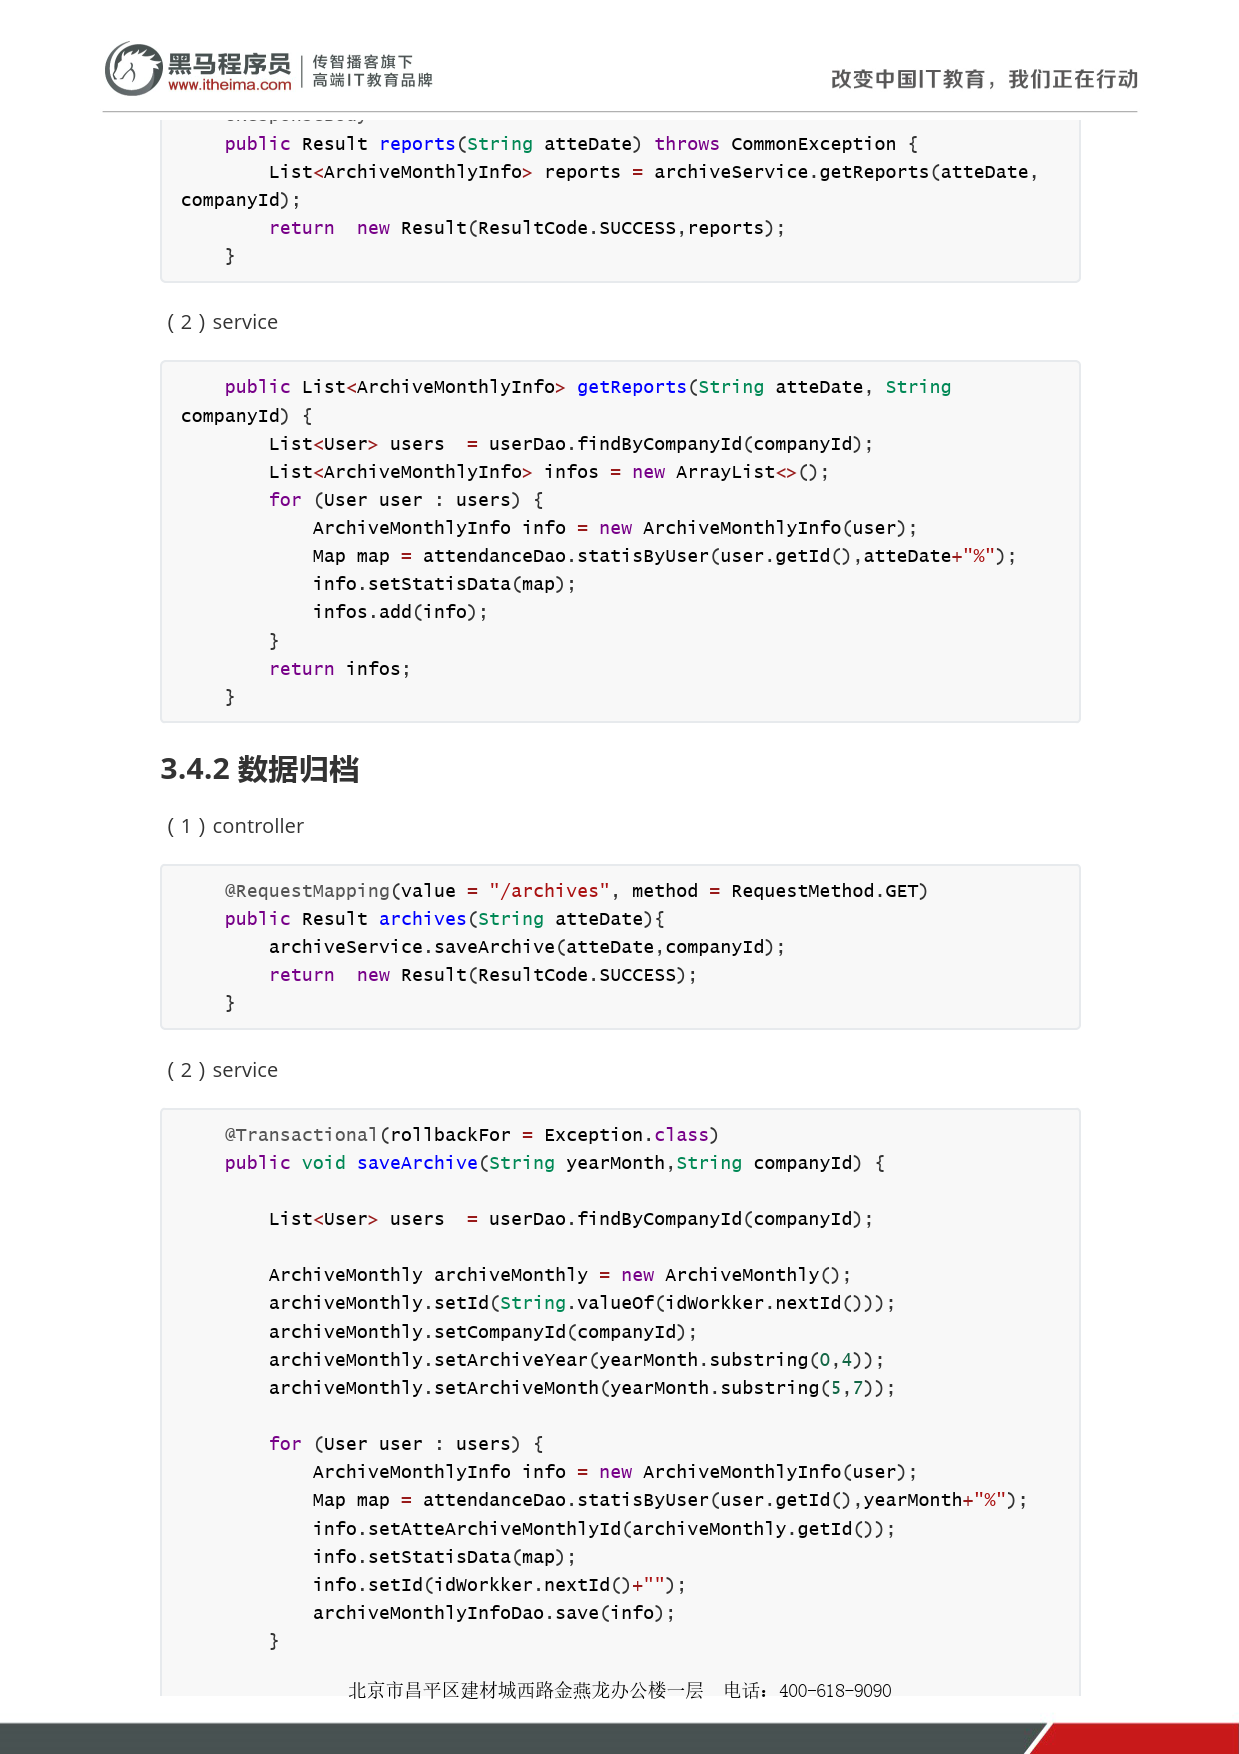 黑马程序员
www.itheima.com
传智播客旗下
高端IT教育品牌
改变中国IT教育，我们正在行动
    public Result reports(String atteDate) throws CommonException {
        List<ArchiveMonthlyInfo> reports = archiveService.getReports(atteDate,
companyId);
        return  new Result(ResultCode.SUCCESS,reports);
    }
（2）service
    public List<ArchiveMonthlyInfo> getReports(String atteDate, String
companyId) {
        List<User> users  = userDao.findByCompanyId(companyId);
        List<ArchiveMonthlyInfo> infos = new ArrayList<>();
        for (User user : users) {
            ArchiveMonthlyInfo info = new ArchiveMonthlyInfo(user);
            Map map = attendanceDao.statisByUser(user.getId(),atteDate+"%");
            info.setStatisData(map);
            infos.add(info);
        }
        return infos;
    }
3.4.2 数据归档
（1）controller
    @RequestMapping(value = "/archives", method = RequestMethod.GET)
    public Result archives(String atteDate){
        archiveService.saveArchive(atteDate,companyId);
        return  new Result(ResultCode.SUCCESS);
    }
（2）service
    @Transactional(rollbackFor = Exception.class)
    public void saveArchive(String yearMonth,String companyId) {
        List<User> users  = userDao.findByCompanyId(companyId);
        ArchiveMonthly archiveMonthly = new ArchiveMonthly();
        archiveMonthly.setId(String.valueOf(idWorkker.nextId()));
        archiveMonthly.setCompanyId(companyId);
        archiveMonthly.setArchiveYear(yearMonth.substring(0,4));
        archiveMonthly.setArchiveMonth(yearMonth.substring(5,7));
        for (User user : users) {
            ArchiveMonthlyInfo info = new ArchiveMonthlyInfo(user);
            Map map = attendanceDao.statisByUser(user.getId(),yearMonth+"%");
            info.setAtteArchiveMonthlyId(archiveMonthly.getId());
            info.setStatisData(map);
            info.setId(idWorkker.nextId()+"");
            archiveMonthlyInfoDao.save(info);
        }
北京市昌平区建材城西路金燕龙办公楼一层　电话：400-618-9090